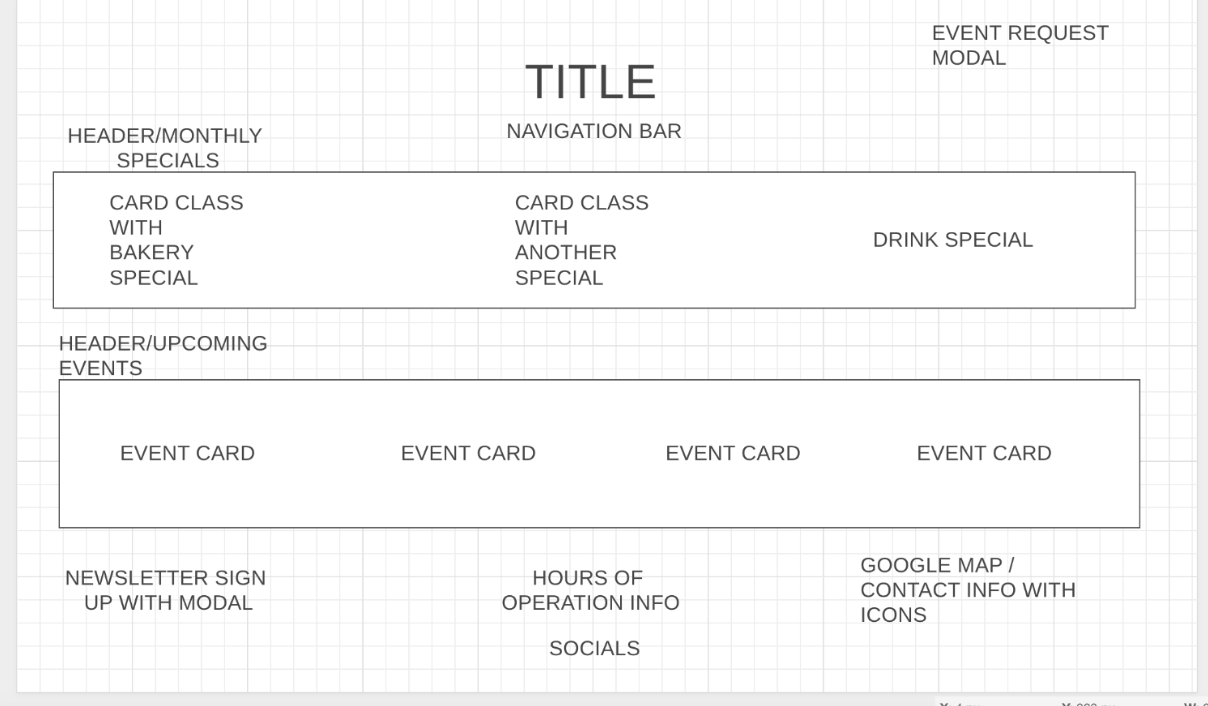 EVENT REQUEST
MODAL
TITLE
NAVIGATION BAR
HEADER/MONTHLY
SPECIALS
CARD CLASS
WITH
BAKERY
SPECIAL
CARD CLASS
WITH
ANOTHER
SPECIAL
DRINK SPECIAL
HEADER/UPCOMING
EVENTS
EVENT CARD
EVENT CARD
EVENT CARD
EVENT CARD
NEWSLETTER SIGN
UP WITH MODAL
HOURS OF
OPERATION INFO
SOCIALS
GOOGLE MAP /
CONTACT INFO WITH
ICONS